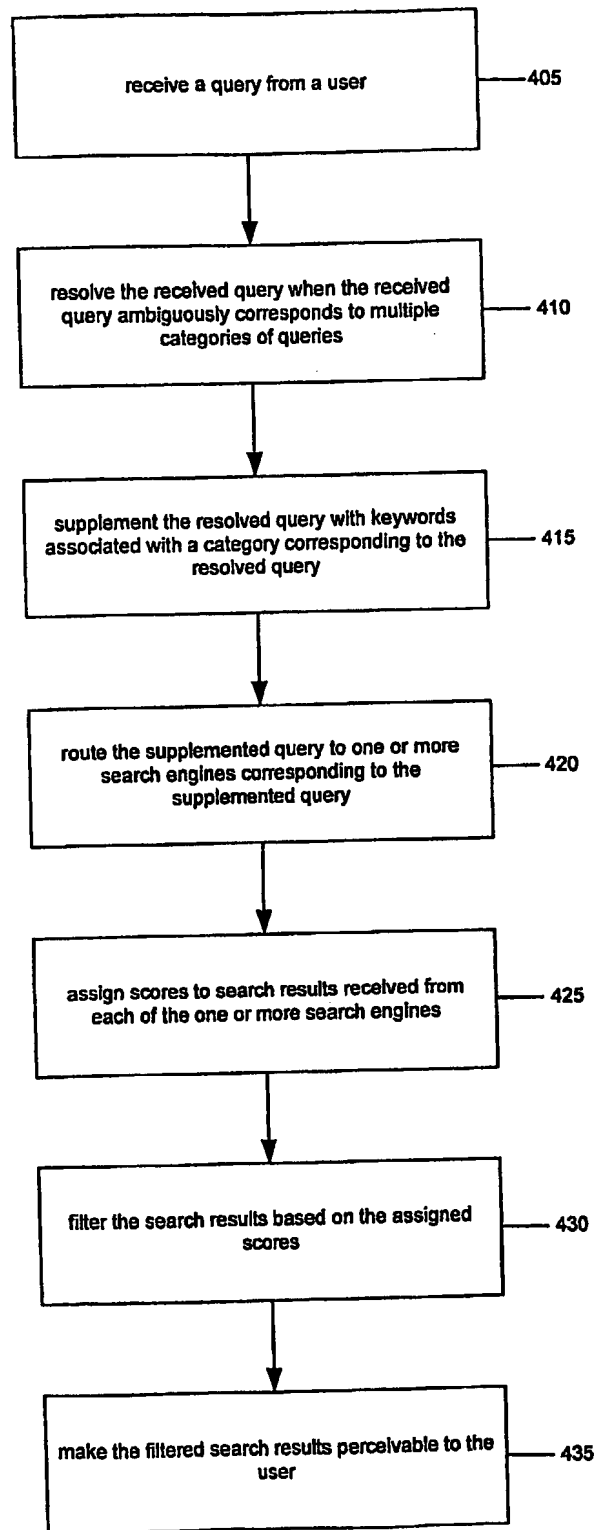 receive a query from a user
405
resolve the received query when the received
query ambiguously corresponds to multiple
categories of queries
410
supplement the resolved query with keywords
associated with a category corresponding to the
resolved query
415
route the supplemented query to one or more
search engines corresponding to the
supplemented query
420
assign scores to search results received from
each of the one or more search engines
425
filter the search results based on the assigned
scores
430
make the filtered search results perceivable to the
user
435